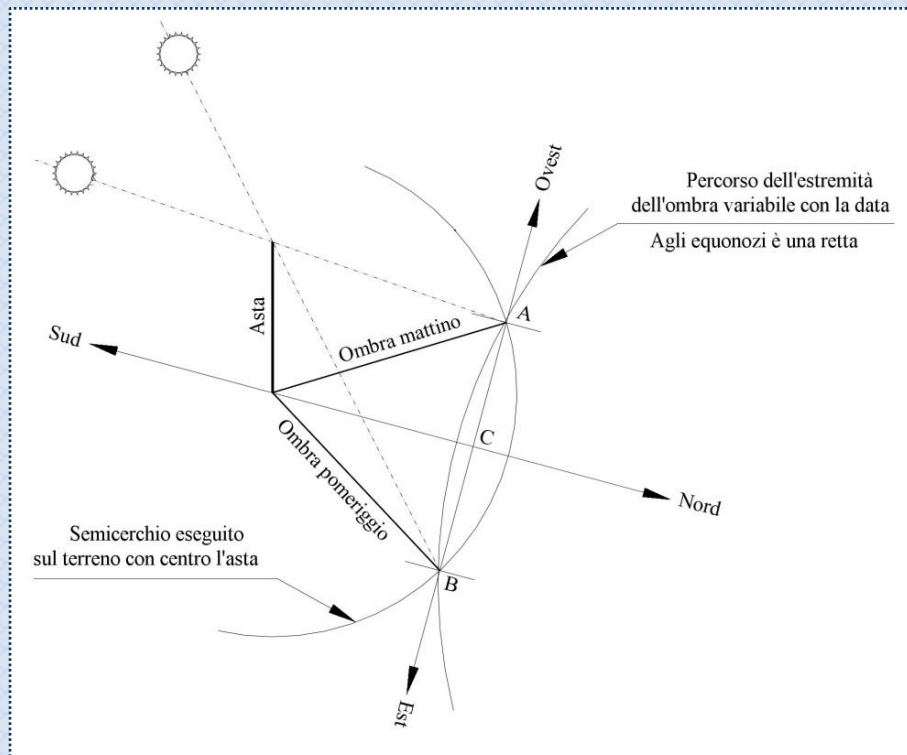 Ovest
Percorso dell'estremità
dell'ombra variabile con la data
Agli equonozi è una retta
Asta
A
Ombra mattino
Sud
C
Ombra pomeriggio
Nord
Semicerchio eseguito
sul terreno con centro l'asta
B
Est